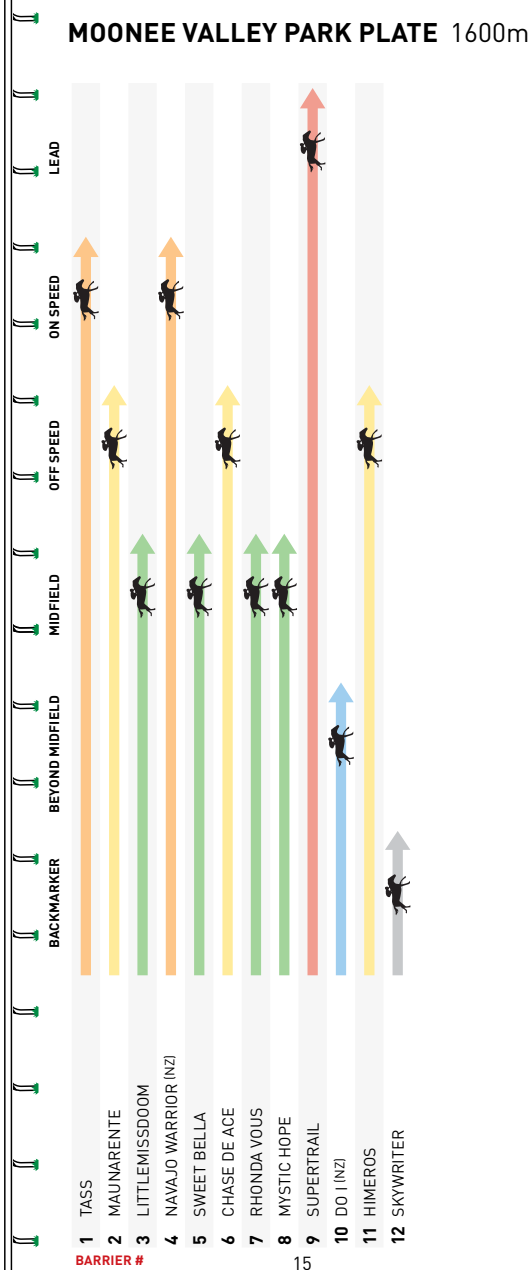 MOONEE VALLEY PARK PLATE 1600m
LEAD
ON SPEED
OFF SPEED
MIDFIELD
BEYOND MIDFIELD
BACKMARKER
1 TASS
2 MAUNARENTE
3 LITTLEMISSDOOM
4 NAVAJO WARRIOR (NZ)
5 SWEET BELLA
6 CHASE DE ACE
7 RHONDA VOUS
8 MYSTIC HOPE
9 SUPERTRAIL
10 DO I (NZ)
11 HIMEROS
12 SKYWRITER
BARRIER #
15